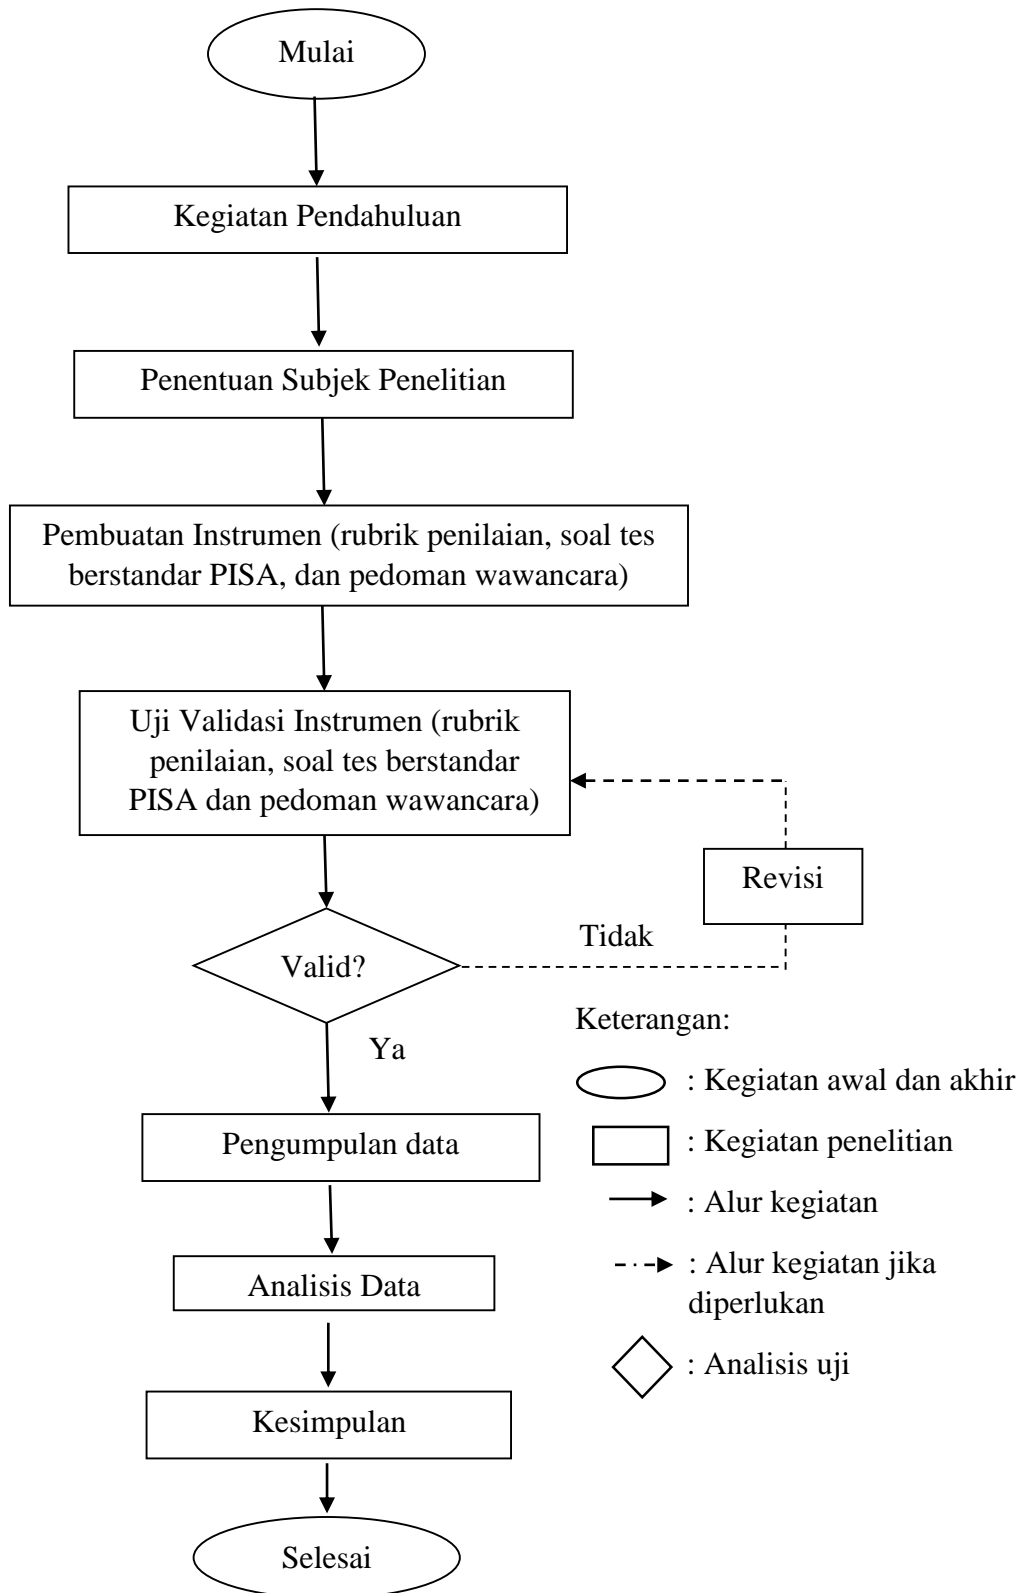 Mulai
Kegiatan Pendahuluan
Penentuan Subjek Penelitian
Pembuatan Instrumen (rubrik penilaian, soal tes
berstandar PISA, dan pedoman wawancara)
Uji Validasi Instrumen (rubrik
penilaian, soal tes berstandar
PISA dan pedoman wawancara)
Revisi
Tidak
Valid?
Ya
Pengumpulan data
Analisis Data
Kesimpulan
Selesai
Keterangan:
: Kegiatan awal dan akhir
: Kegiatan penelitian
: Alur kegiatan
: Alur kegiatan jika
diperlukan
: Analisis uji